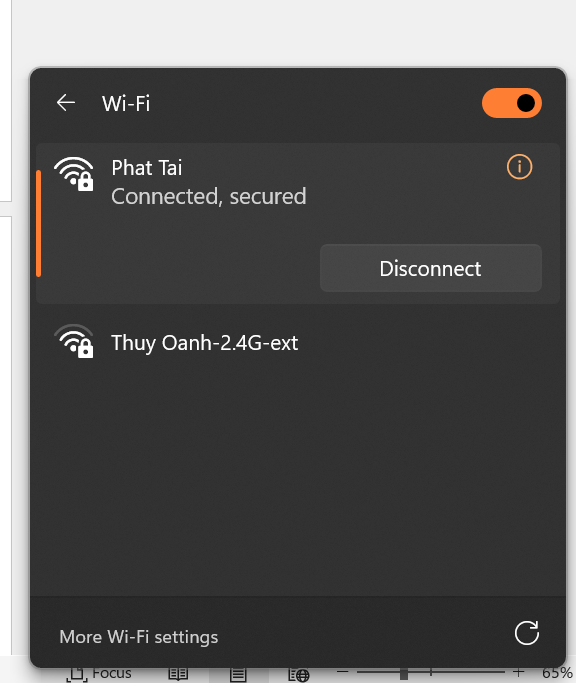 Wi-Fi
Phat Tai
Connected, secured
Disconnect
Thuy Oanh-2.4G-ext
More Wi-Fi settings
Focus
65%